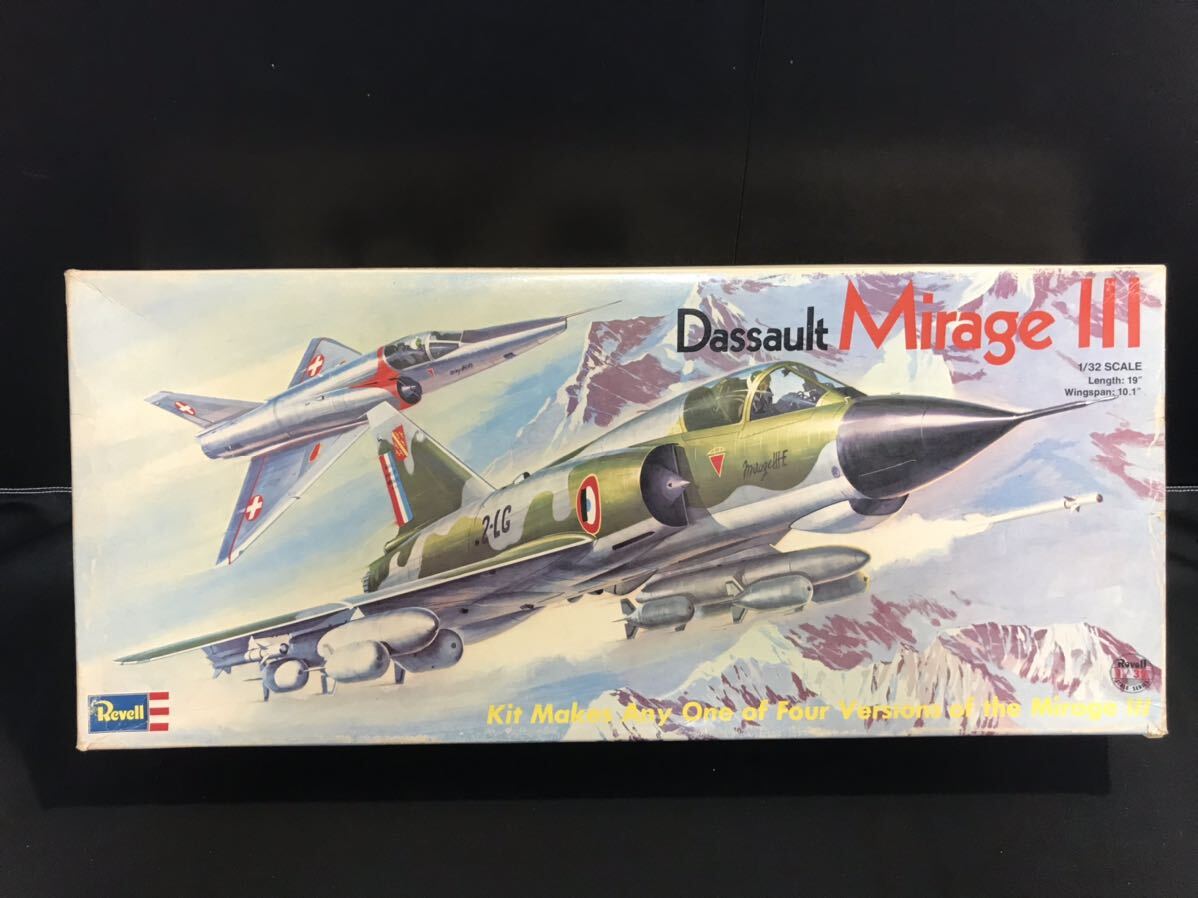 Dassault Mirage III
1/32 SCALE
Length: 19"
Wingspan: 10.1"
Mirage III-E
2-LG
Revell
Revell
Kit Makes Any One of Four Versions of the Mirage III